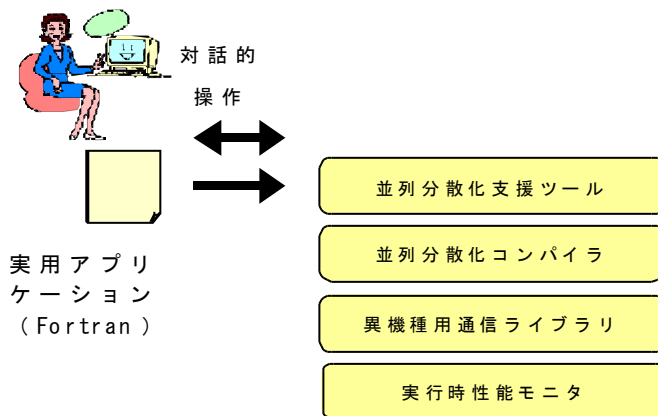 対話的
操作
実用アプリ
ケーション
(Fortran)
並列分散化支援ツール
並列分散化コンパイラ
異機種用通信ライブラリ
実行時性能モニタ